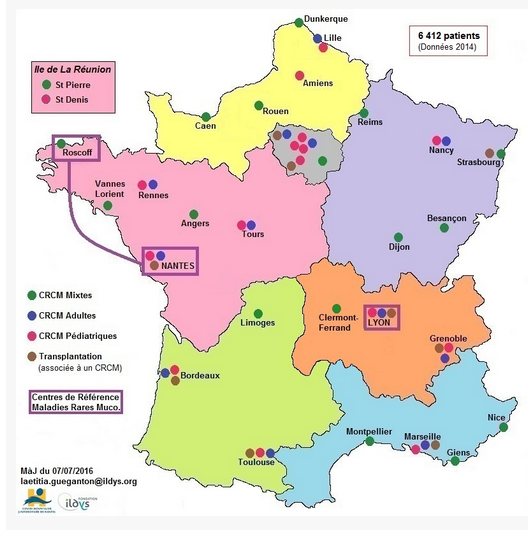 Dunkerque
Lille
6 412 patients
(Données 2014)
Ile de La Réunion
St Pierre
St Denis
Amiens
Rouen
Caen
Reims
Roscoff
Nancy
Strasbourg
Vannes
Lorient
Rennes
Angers
Tours
Besançon
Dijon
NANTES
CRCM Mixtes
CRCM Adultes
CRCM Pédiatriques
Transplantation
(associée à un CRCM)
Limoges
Clermont-
Ferrand
LYON
Grenoble
Centres de Référence
Maladies Rares Muco.
Bordeaux
Toulouse
Montpellier
Marseille
Nice
Giens
MàJ du 07/07/2016
laetitia.gueganton@ildys.org
FONDATION
ildys